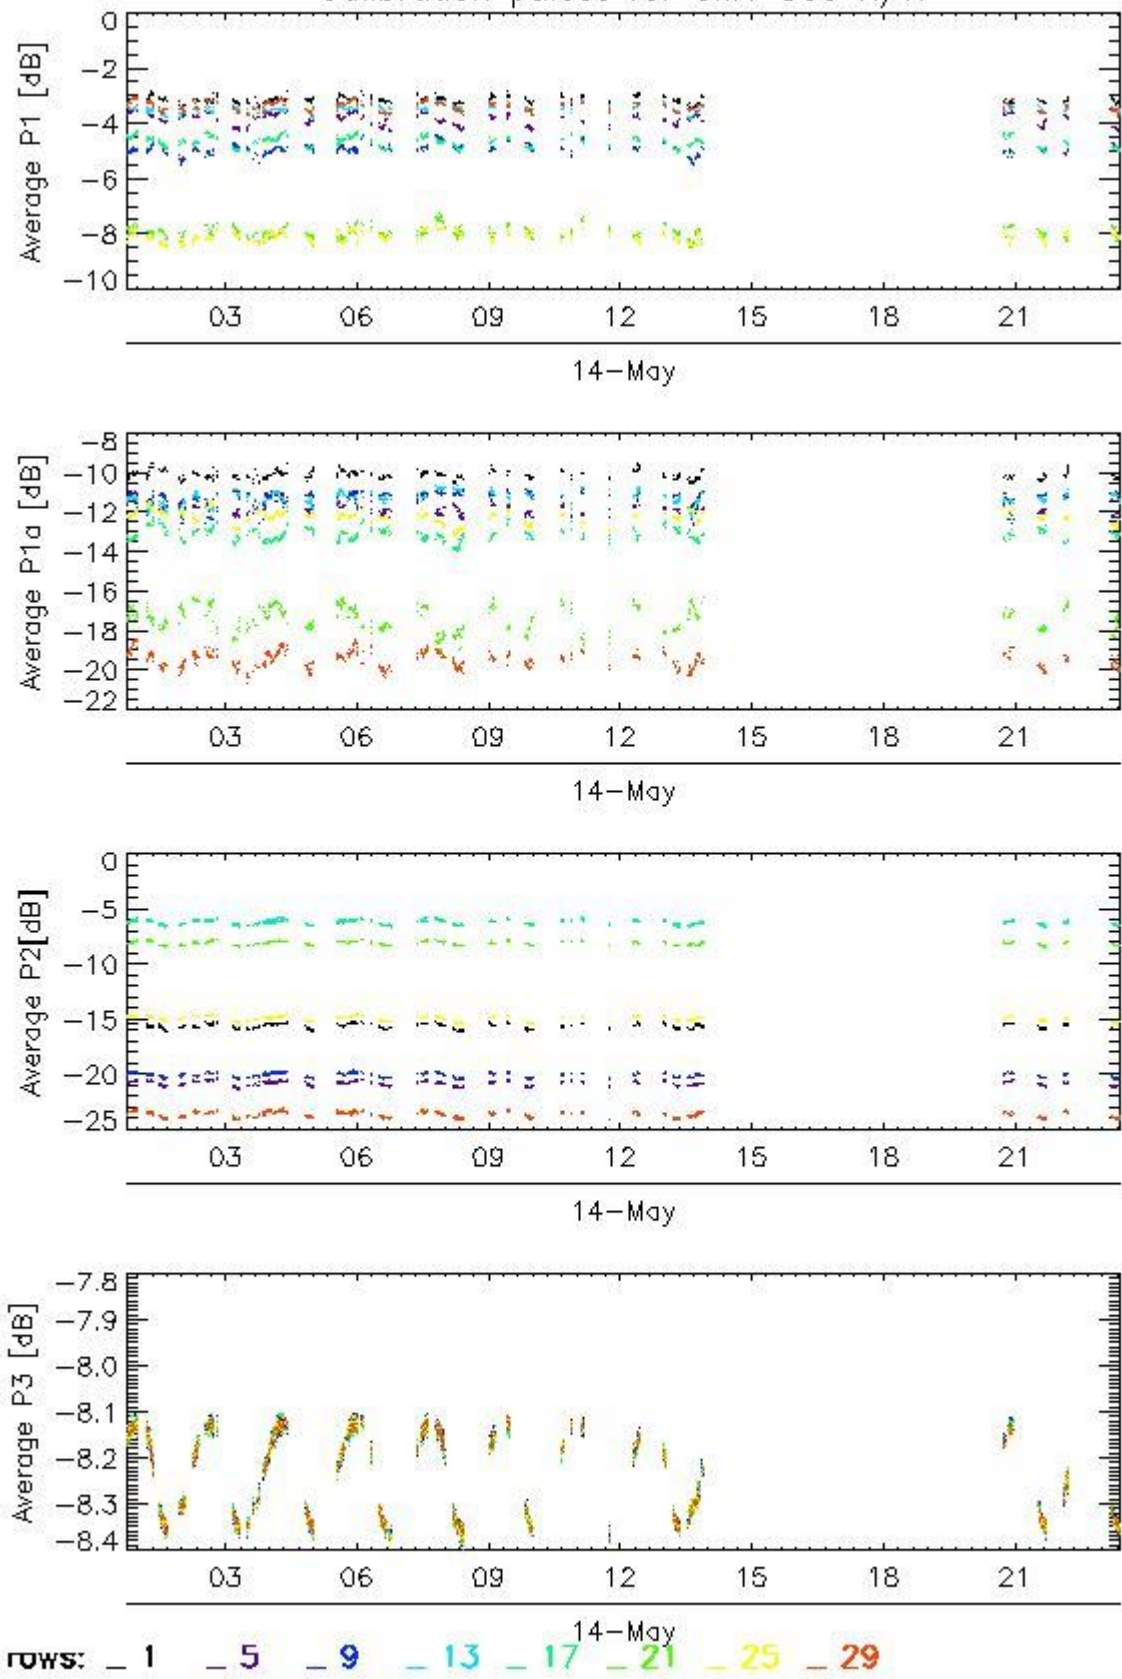 0
−2
−4
−6
−8
−10
Average P1 [dB]
03 06 09 12 15 18 21
14−May
−8
−10
−12
−14
−16
−18
−20
−22
Average P1a [dB]
03 06 09 12 15 18 21
14−May
0
−5
−10
−15
−20
−25
Average P2[dB]
03 06 09 12 15 18 21
14−May
−7.8
−7.9
−8.0
−8.1
−8.2
−8.3
−8.4
Average P3 [dB]
03 06 09 12 15 18 21
14−May
rows: _ 1 _ 5 _ 9 _ 13 _ 17 _ 21 _ 25 _ 29